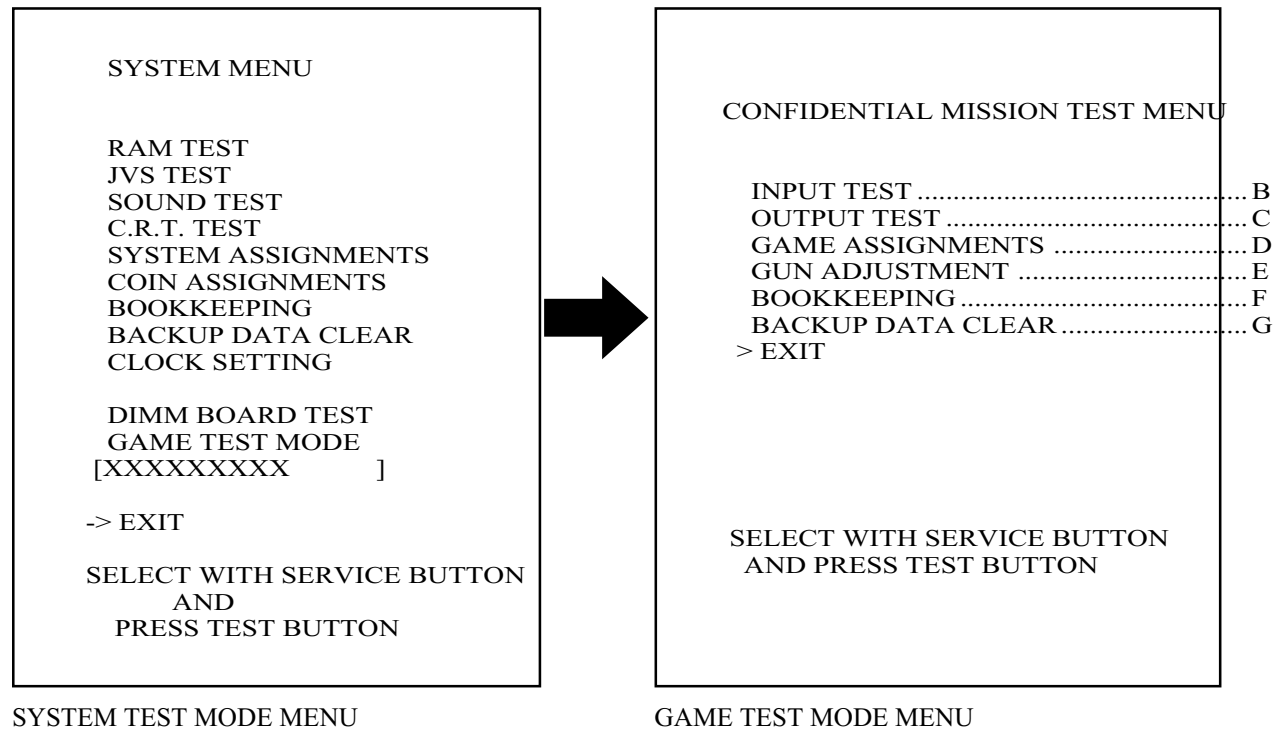 SYSTEM MENU
RAM TEST
JVS TEST
SOUND TEST
C.R.T. TEST
SYSTEM ASSIGNMENTS
COIN ASSIGNMENTS
BOOKKEEPING
BACKUP DATA CLEAR
CLOCK SETTING
DIMM BOARD TEST
GAME TEST MODE
[XXXXXXXXX ]
-> EXIT
SELECT WITH SERVICE BUTTON
AND
PRESS TEST BUTTON
SYSTEM TEST MODE MENU
CONFIDENTIAL MISSION TEST MENU
INPUT TEST ................................................ B
OUTPUT TEST ........................................... C
GAME ASSIGNMENTS ............................ D
GUN ADJUSTMENT ................................. E
BOOKKEEPING ......................................... F
BACKUP DATA CLEAR ........................... G
> EXIT
SELECT WITH SERVICE BUTTON
AND PRESS TEST BUTTON
GAME TEST MODE MENU